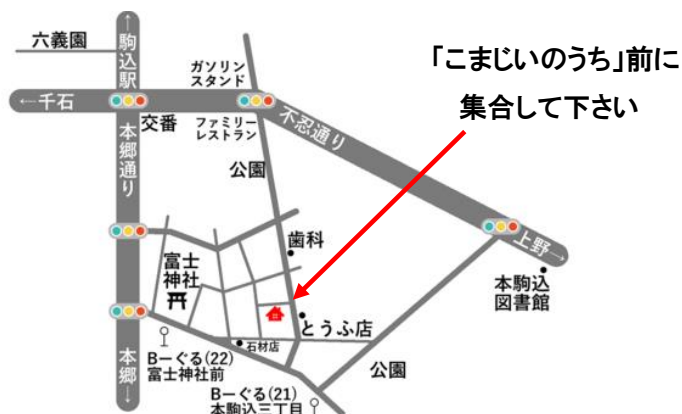 六義園
↑駒込駅
ガソリン
スタンド
「こまじいのうち」前に
集合して下さい
←千石
交番
ファミリー
レストラン
不忍通り
本郷通り
公園
歯科
上野→
富士
神社
本駒込
図書館
とうふ店
石材店
本郷↓
B-ぐる(22)
富士神社前
公園
B-ぐる(21)
本駒込三丁目